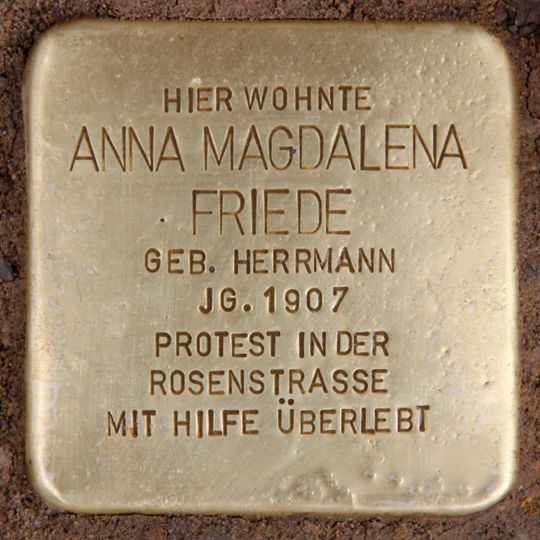 HIER WOHNTE
ANNA MAGDALENA
FRIEDE
GEB. HERRMANN
JG. 1907
PROTEST IN DER
ROSENSTRASSE
MIT HILFE ÜBERLEBT